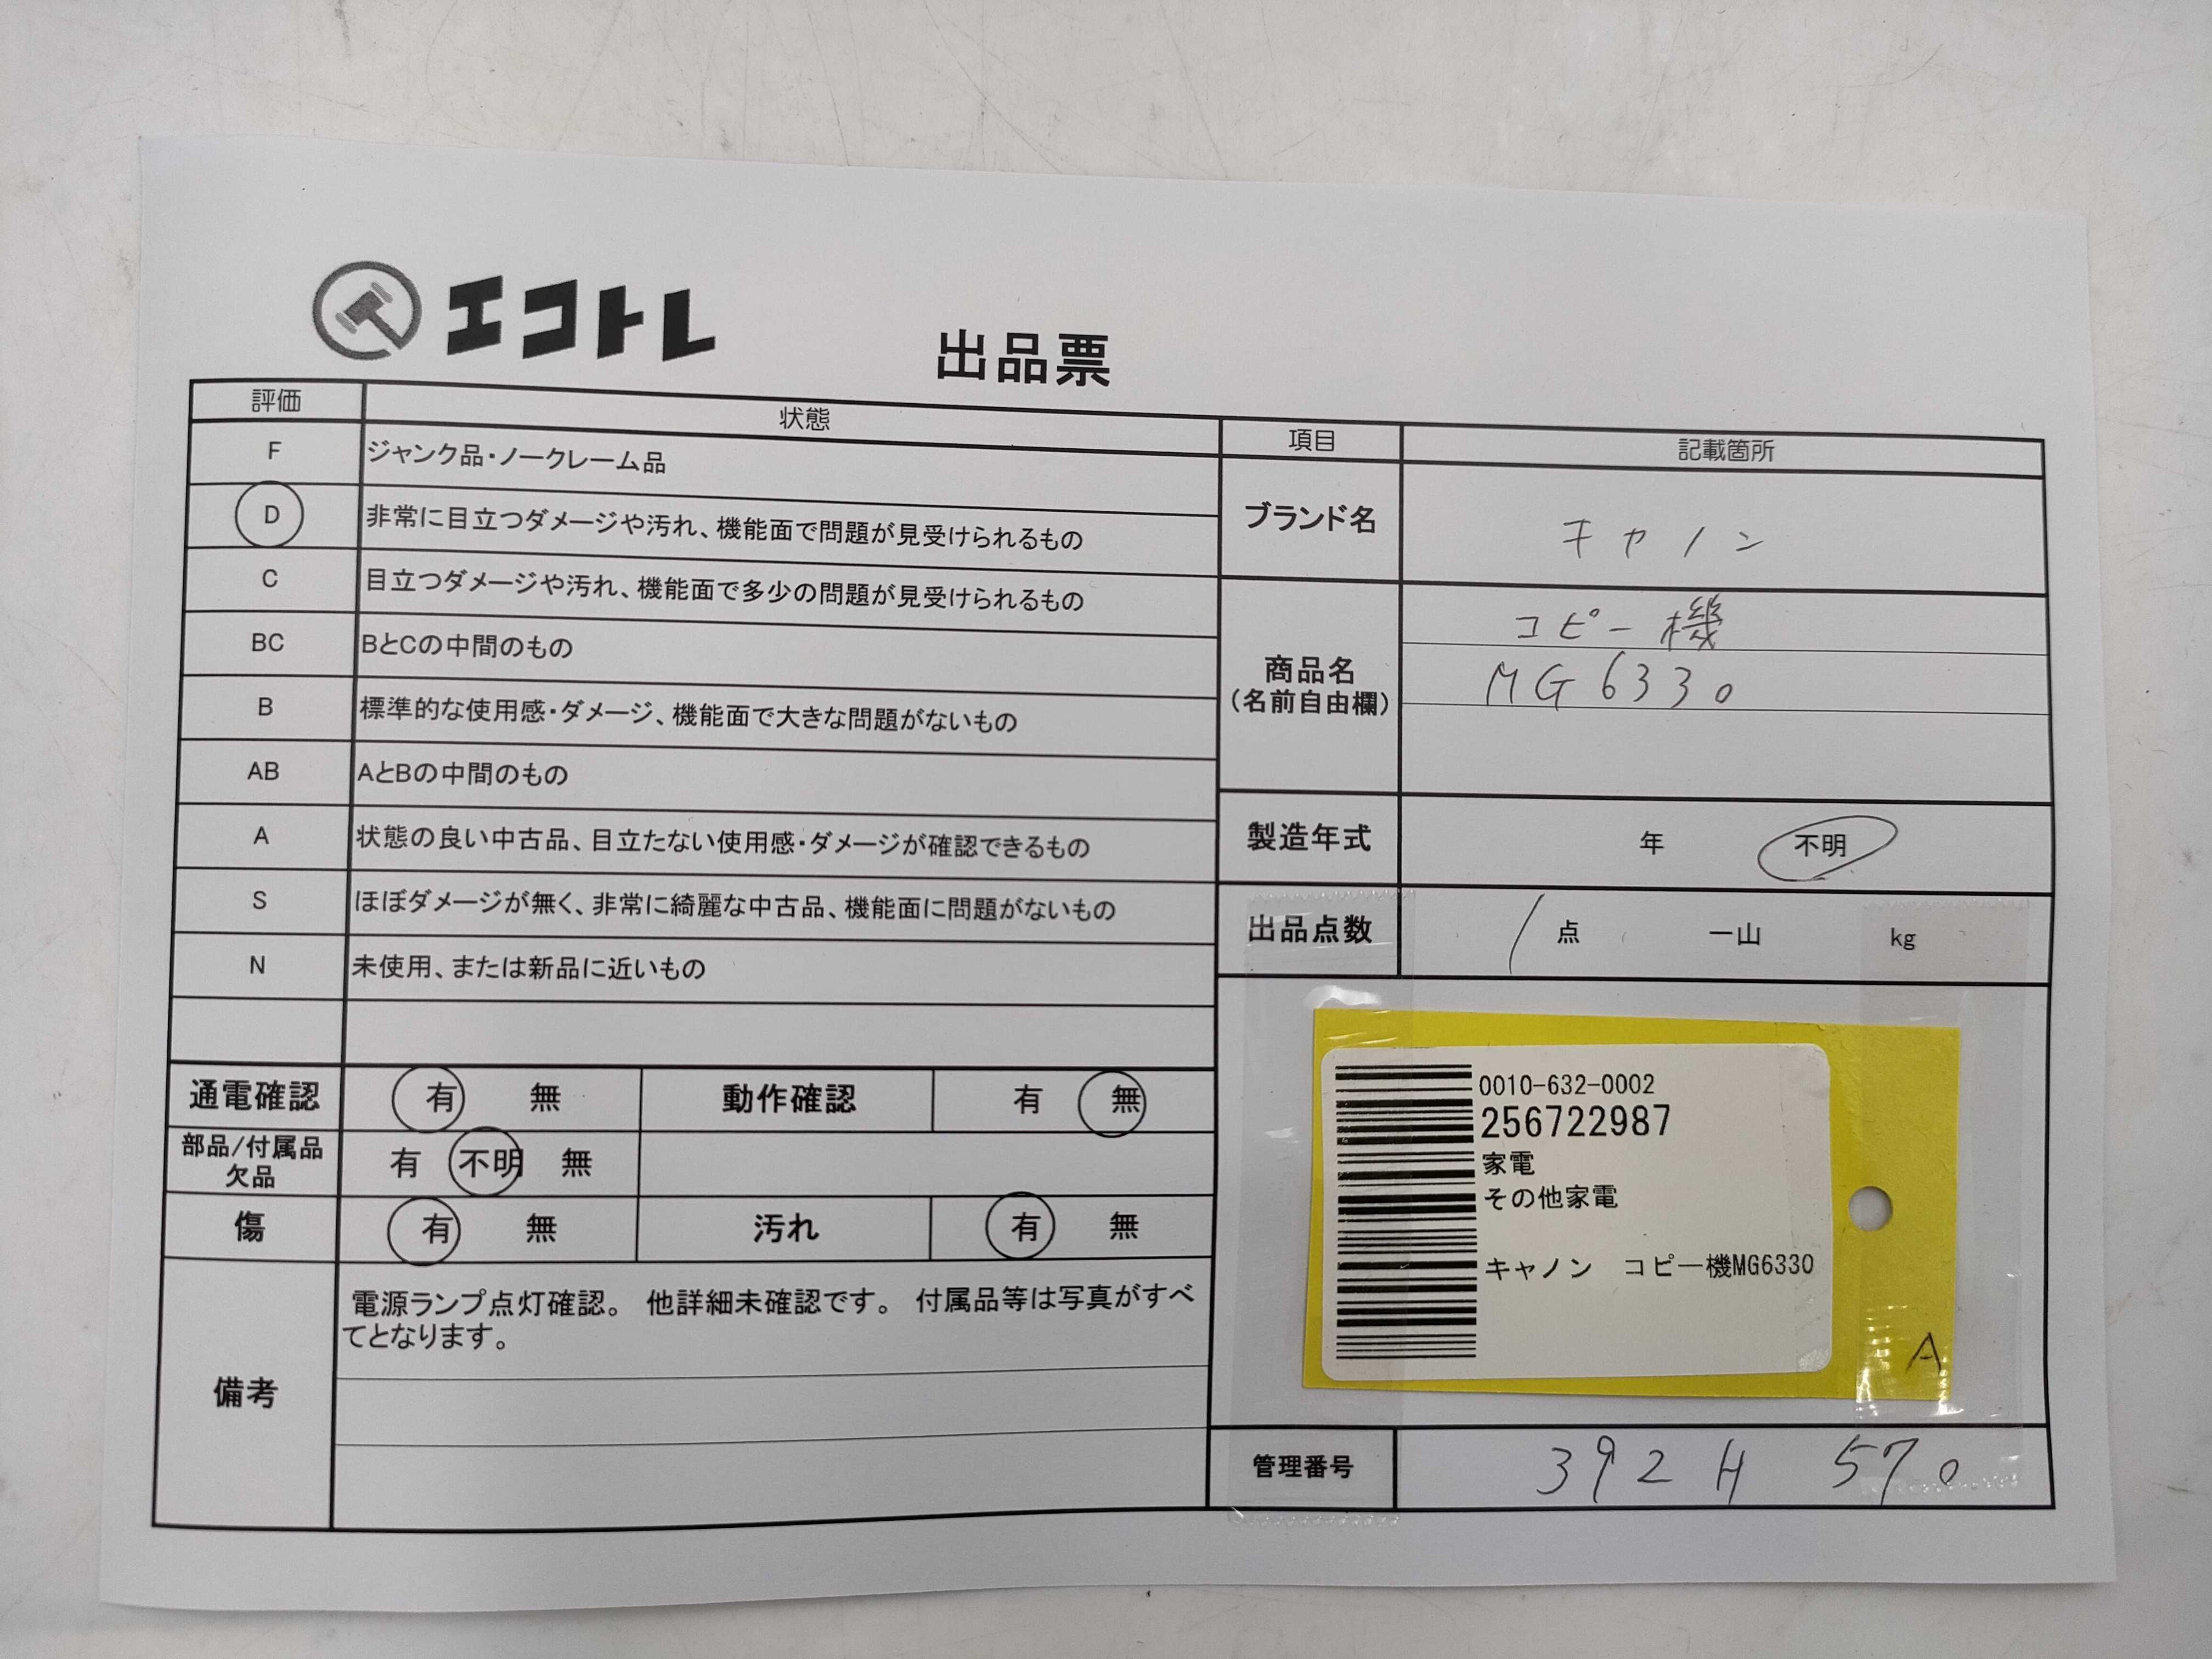 エコトレ
出品票
評価 状態
F ジャンク品・ノークレーム品
D 非常に目立つダメージや汚れ、機能面で問題が見受けられるもの
C 目立つダメージや汚れ、機能面で多少の問題が見受けられるもの
BC BとCの中間のもの
B 標準的な使用感・ダメージ、機能面で大きな問題がないもの
AB AとBの中間のもの
A 状態の良い中古品、目立たない使用感・ダメージが確認できるもの
S ほぼダメージが無く、非常に綺麗な中古品、機能面に問題がないもの
N 未使用、または新品に近いもの
通電確認 有 無 動作確認 有 無
部品/付属品
欠品 有 不明 無
傷 有 無 汚れ 有 無
備考 電源ランプ点灯確認。 他詳細未確認です。 付属品等は写真がすべ
てとなります。
項目 記載箇所
ブランド名 キャノン
商品名
(名前自由欄)
コピー機
MG6330
製造年式 年 不明
出品点数 1 点 一山 kg
0010-632-0002
256722987
家電
その他家電
キャノン コピー機MG6330
A
管理番号 392H 570